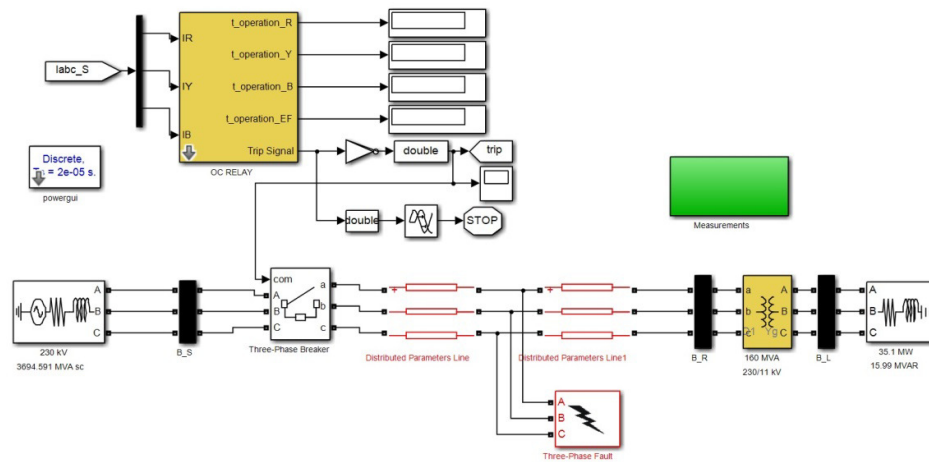 t_operation_R
IR
t_operation_Y
Iabc_S
IY
t_operation_B
t_operation_EF
IB
Trip Signal
double
trip
OC RELAY
Discrete,
= 2e-05 s.
powergui
double
STOP
Measurements
com
A
B
C
A
B
C
a
b
c
+
+
a
b
c
A
B
C
Yg
A
B
C
230 kV
3694.591 MVA sc
B_S
Three-Phase Breaker
Distributed Parameters Line
Distributed Parameters Line1
B_R
160 MVA
230/11 kV
B_L
35.1 MW
15.99 MVAR
A
B
C
Three-Phase Fault